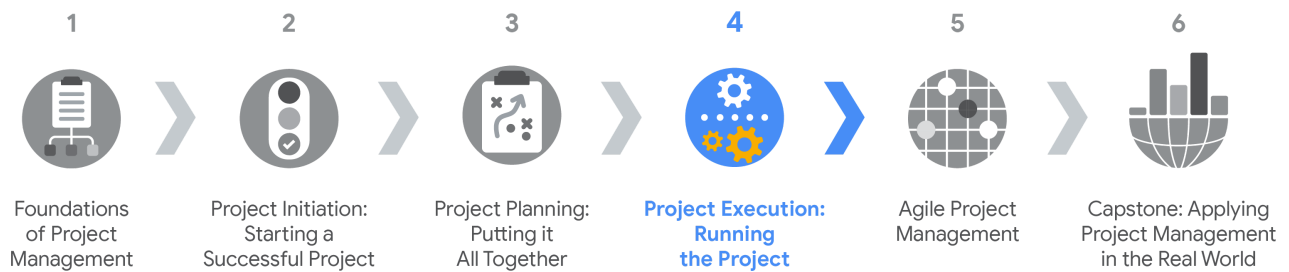 1
Foundations
of Project
Management
2
Project Initiation:
Starting a
Successful Project
3
Project Planning:
Putting it
All Together
4
Project Execution:
Running
the Project
5
Agile Project
Management
6
Capstone: Applying
Project Management
in the Real World